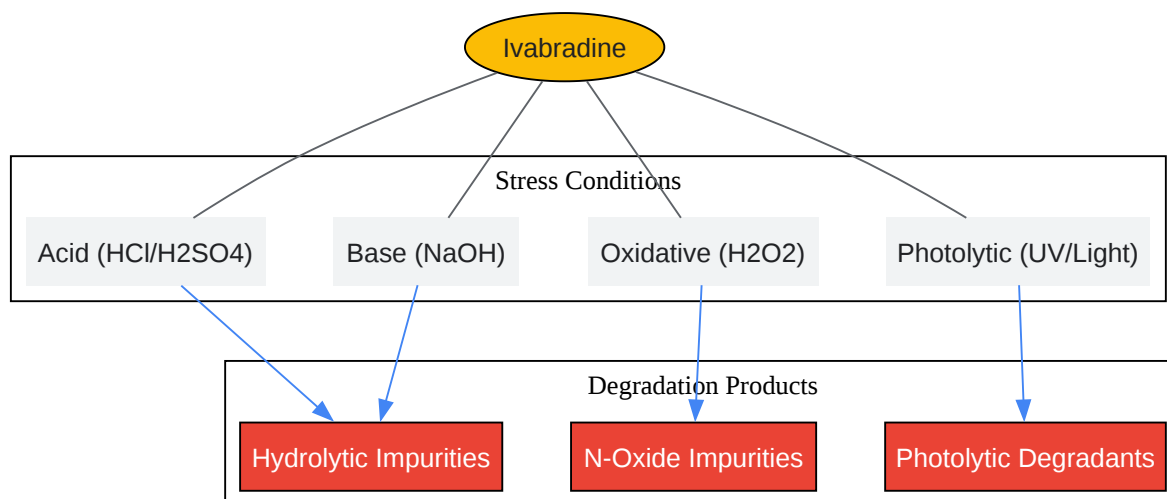 Ivabradine
Stress Conditions
Acid (HCl/H2SO4)
Base (NaOH)
Oxidative (H2O2)
Photolytic (UV/Light)
Degradation Products
Hydrolytic Impurities
N-Oxide Impurities
Photolytic Degradants